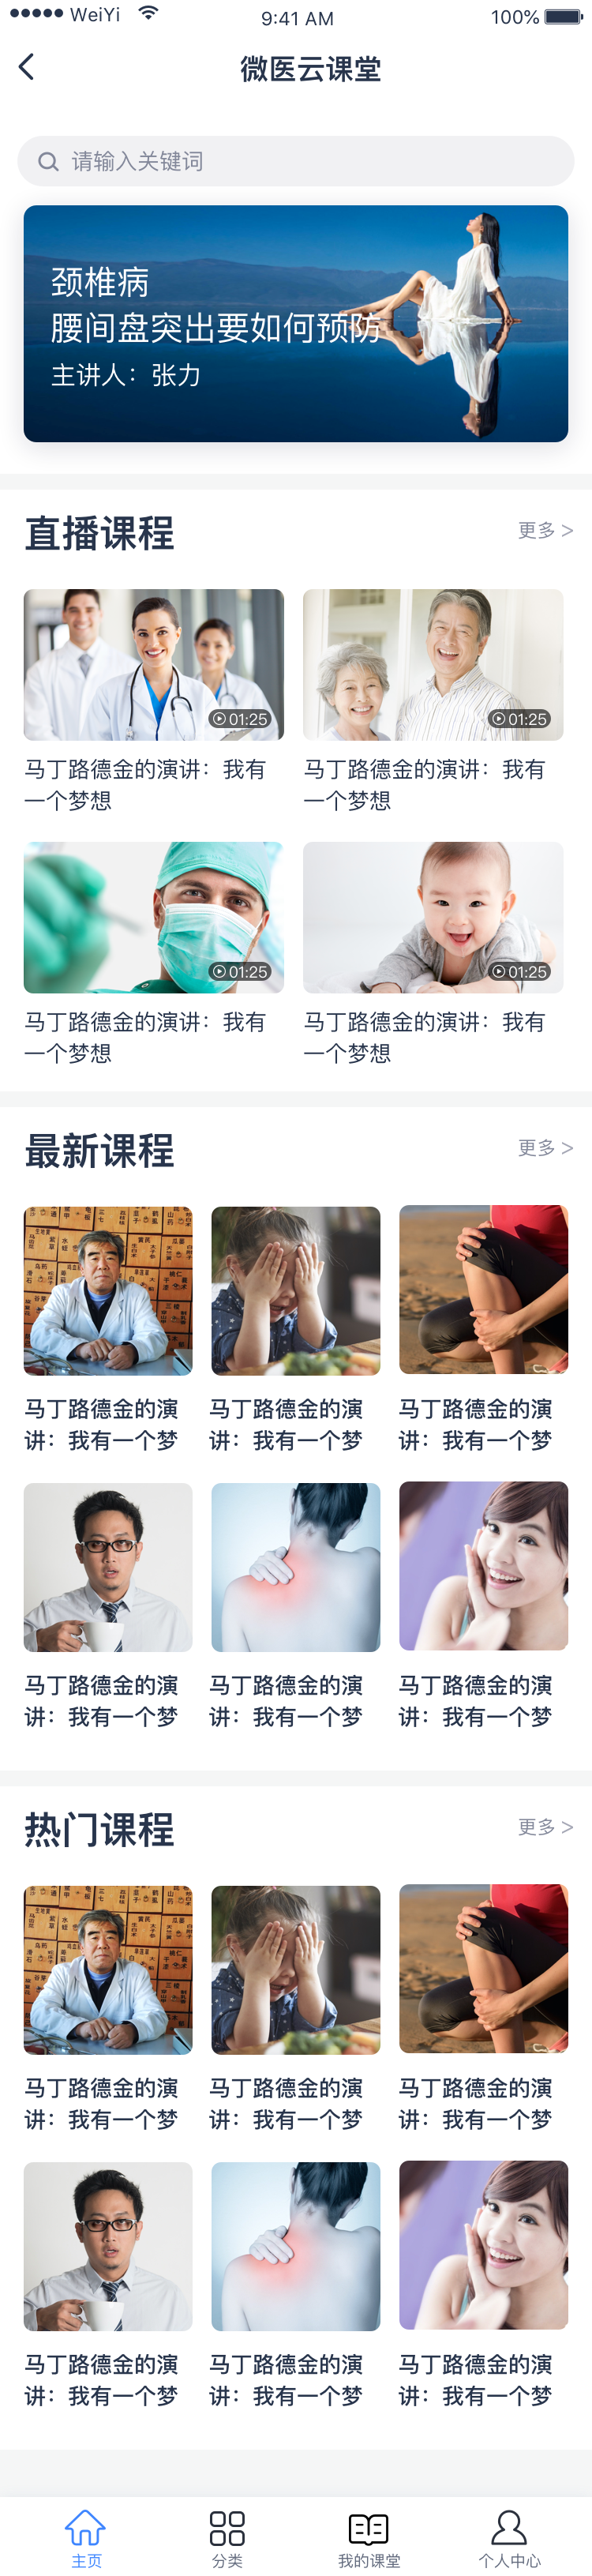 WeiYi 9:41 AM 100%
微医云课堂
请输入关键词
颈椎病
腰间盘突出要如何预防
主讲人：张力
直播课程 更多 >
01:25 01:25
马丁路德金的演讲：我有 马丁路德金的演讲：我有
一个梦想 一个梦想
01:25 01:25
马丁路德金的演讲：我有 马丁路德金的演讲：我有
一个梦想 一个梦想
最新课程 更多 >
马丁路德金的演 马丁路德金的演 马丁路德金的演
讲：我有一个梦 讲：我有一个梦 讲：我有一个梦
马丁路德金的演 马丁路德金的演 马丁路德金的演
讲：我有一个梦 讲：我有一个梦 讲：我有一个梦
热门课程 更多 >
马丁路德金的演 马丁路德金的演 马丁路德金的演
讲：我有一个梦 讲：我有一个梦 讲：我有一个梦
马丁路德金的演 马丁路德金的演 马丁路德金的演
讲：我有一个梦 讲：我有一个梦 讲：我有一个梦
主页 分类 我的课堂 个人中心